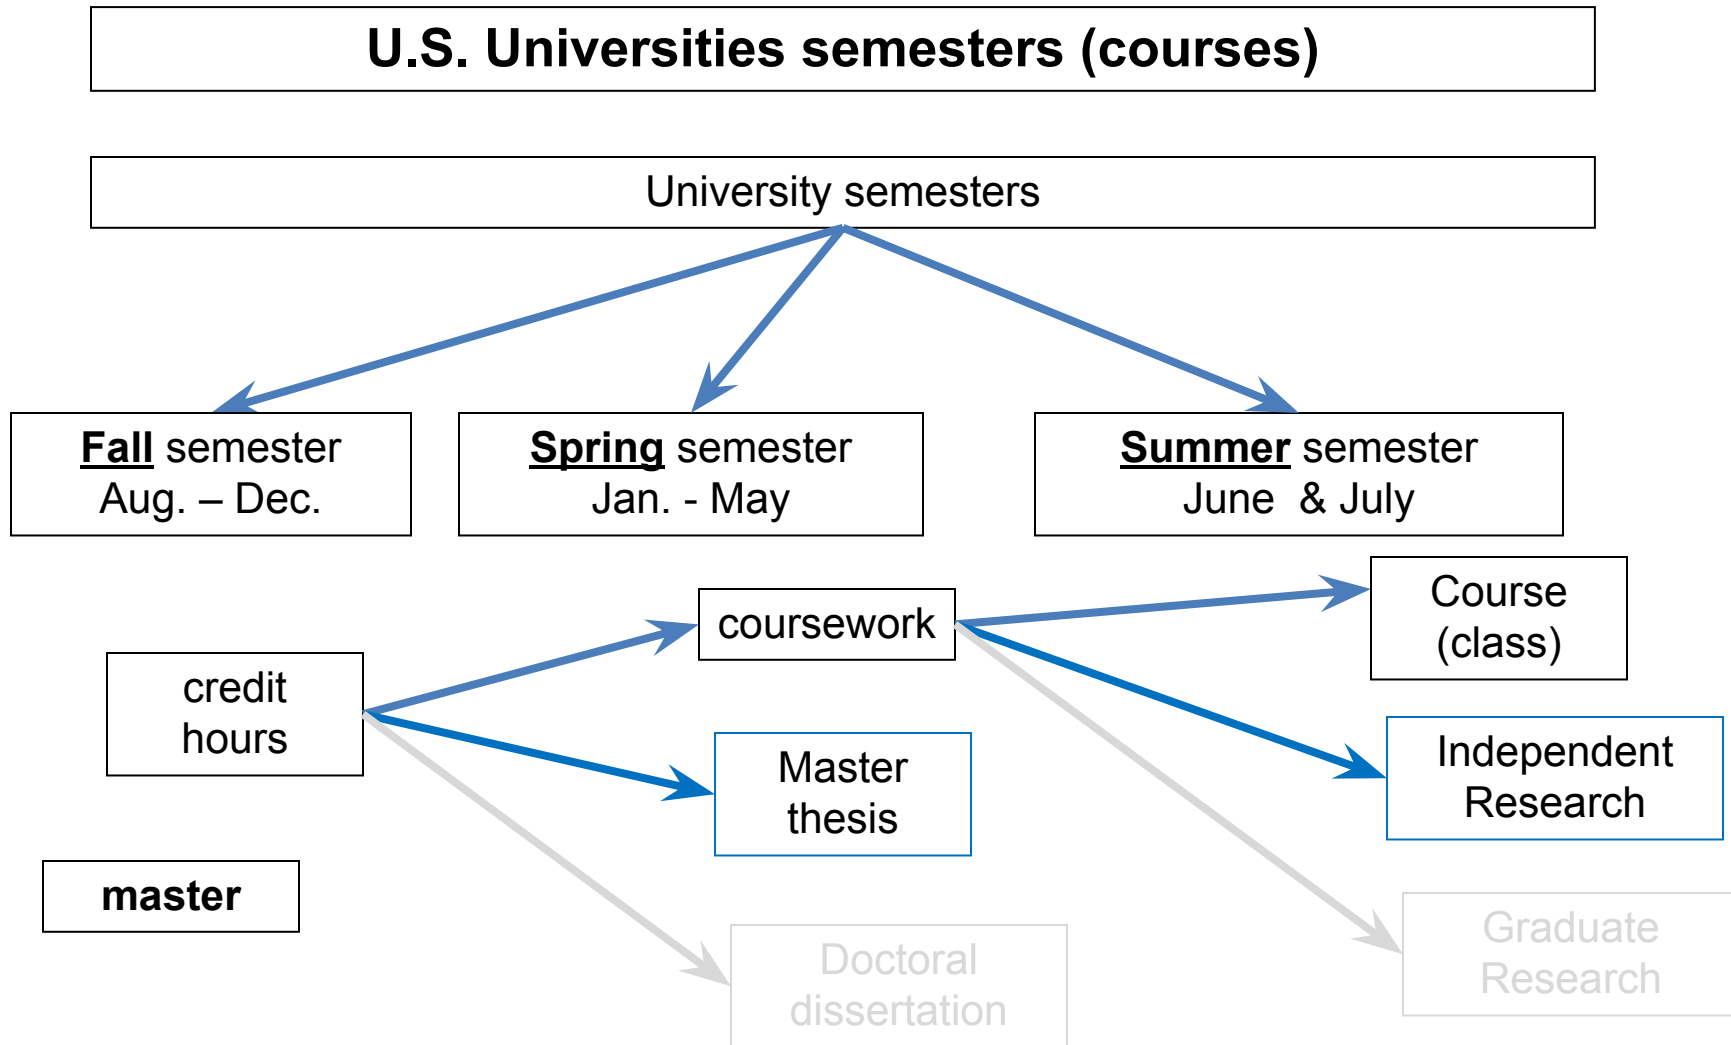 U.S. Universities semesters (courses)
University semesters
Fall semester
Aug. – Dec.
Spring semester
Jan. - May
Summer semester
June & July
credit
hours
coursework
Course
(class)
Master
thesis
Independent
Research
master
Doctoral
dissertation
Graduate
Research